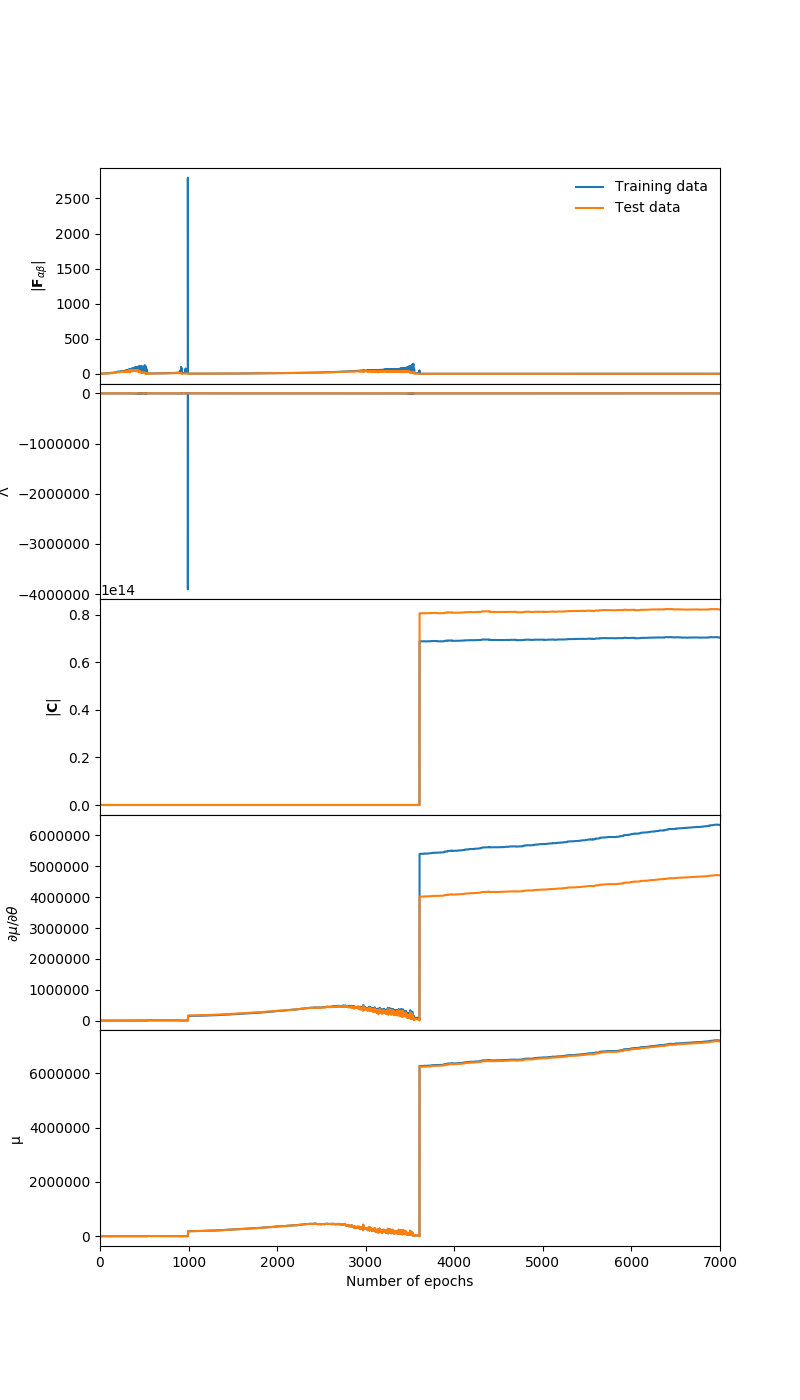 Training data
Test data
2500
2000
1500
1000
500
0
|F_{αβ}|
0
−1000000
−2000000
−3000000
−4000000
Λ
1e14
0.8
0.6
0.4
0.2
0.0
|C|
6000000
5000000
4000000
3000000
2000000
1000000
0
∂μ/∂θ
6000000
4000000
2000000
0
μ
0 1000 2000 3000 4000 5000 6000 7000
Number of epochs